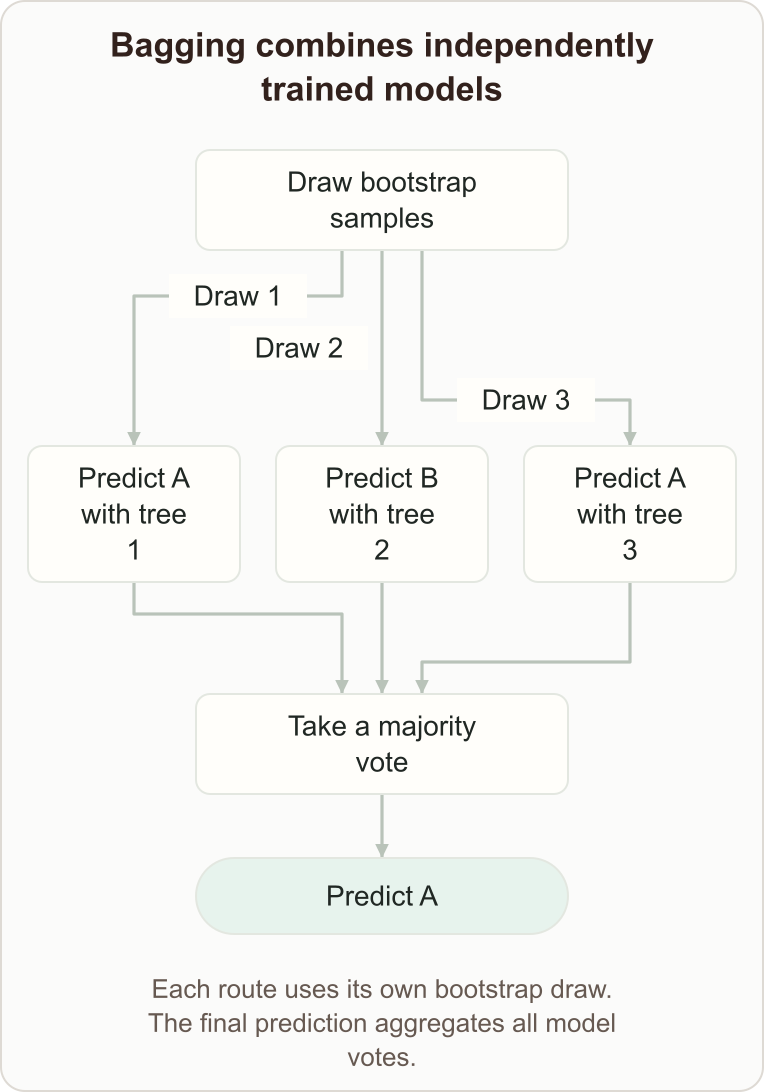 Bagging combines independently
trained models
Draw bootstrap
samples
Draw 1
Draw 2
Draw 3
Predict A
with tree
1
Predict B
with tree
2
Predict A
with tree
3
Take a majority
vote
Predict A
Each route uses its own bootstrap draw.
The final prediction aggregates all model
votes.